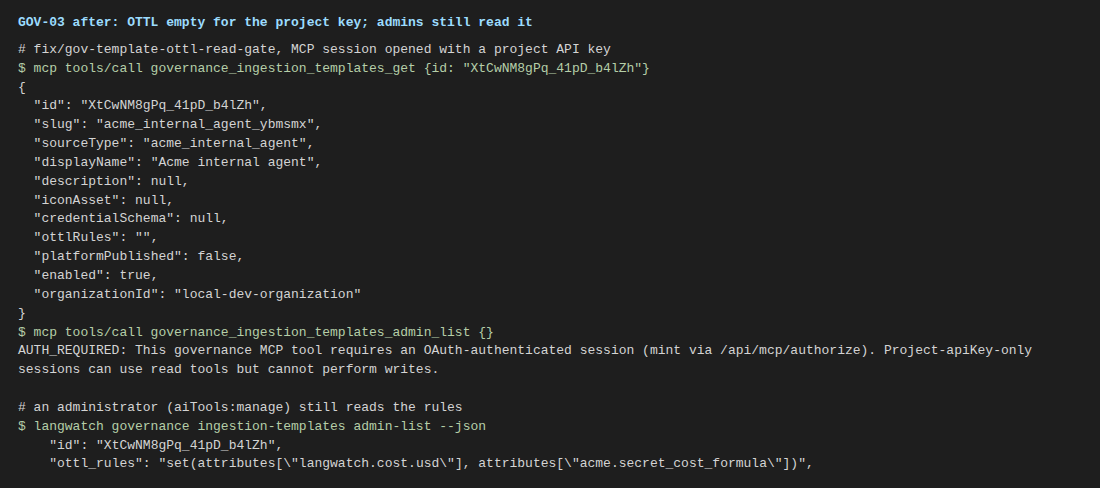 GOV-03 after: OTTL empty for the project key; admins still read it
# fix/gov-template-ottl-read-gate, MCP session opened with a project API key
$ mcp tools/call governance_ingestion_templates_get {id: "XtCwNM8gPq_41pD_b4lZh"}
{
  "id": "XtCwNM8gPq_41pD_b4lZh",
  "slug": "acme_internal_agent_ybmsmx",
  "sourceType": "acme_internal_agent",
  "displayName": "Acme internal agent",
  "description": null,
  "iconAsset": null,
  "credentialSchema": null,
  "ottlRules": "",
  "platformPublished": false,
  "enabled": true,
  "organizationId": "local-dev-organization"
}
$ mcp tools/call governance_ingestion_templates_admin_list {}
AUTH_REQUIRED: This governance MCP tool requires an OAuth-authenticated session (mint via /api/mcp/authorize). Project-apiKey-only
sessions can use read tools but cannot perform writes.

# an administrator (aiTools:manage) still reads the rules
$ langwatch governance ingestion-templates admin-list --json
    "id": "XtCwNM8gPq_41pD_b4lZh",
    "ottl_rules": "set(attributes[\"langwatch.cost.usd\"], attributes[\"acme.secret_cost_formula\"])",